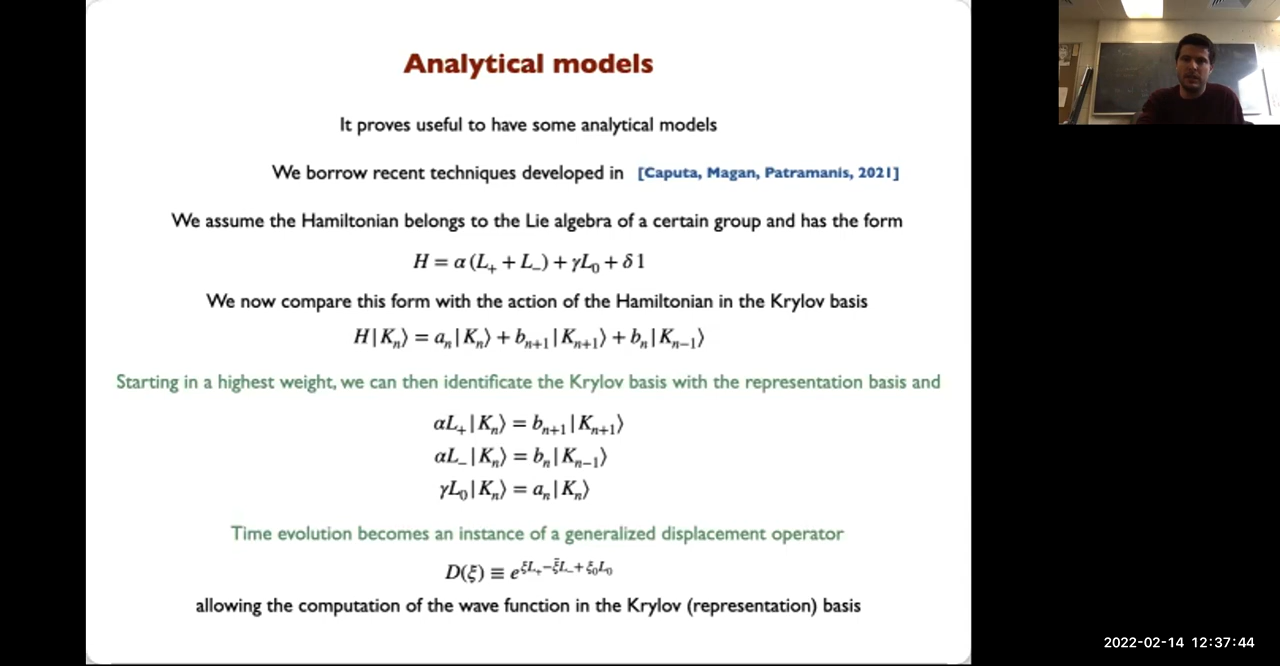 Analytical models
It proves useful to have some analytical models
We borrow recent techniques developed in [Caputa, Magan, Patramanis, 2021]
We assume the Hamiltonian belongs to the Lie algebra of a certain group and has the form
H = α (L₊ + L₋) + γL₀ + δ 1
We now compare this form with the action of the Hamiltonian in the Krylov basis
H|Kₙ⟩ = aₙ|Kₙ⟩ + bₙ₊₁|Kₙ₊₁⟩ + bₙ|Kₙ₋₁⟩
Starting in a highest weight, we can then identificate the Krylov basis with the representation basis and
αL₊|Kₙ⟩ = bₙ₊₁|Kₙ₊₁⟩
αL₋|Kₙ⟩ = bₙ|Kₙ₋₁⟩
γL₀|Kₙ⟩ = aₙ|Kₙ⟩
Time evolution becomes an instance of a generalized displacement operator
D(ξ) ≡ e^{ξL₊−ξ̄L₋+ξ₀L₀}
allowing the computation of the wave function in the Krylov (representation) basis
2022-02-14 12:37:44